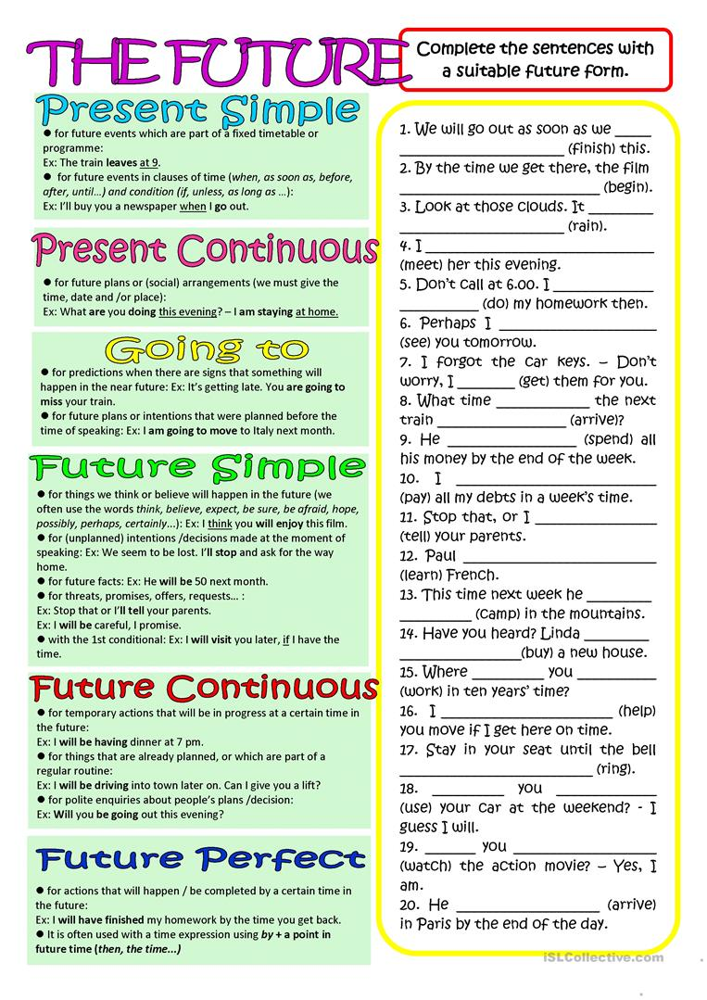 THE FUTURE
Complete the sentences with
a suitable future form.
Present Simple
● for future events which are part of a fixed timetable or
programme:
Ex: The train leaves at 9.
● for future events in clauses of time (when, as soon as, before,
after, until…) and condition (if, unless, as long as …):
Ex: I'll buy you a newspaper when I go out.
Present Continuous
● for future plans or (social) arrangements (we must give the
time, date and /or place):
Ex: What are you doing this evening? – I am staying at home.
Going to
● for predictions when there are signs that something will
happen in the near future: Ex: It's getting late. You are going to
miss your train.
● for future plans or intentions that were planned before the
time of speaking: Ex: I am going to move to Italy next month.
Future Simple
● for things we think or believe will happen in the future (we
often use the words think, believe, expect, be sure, be afraid, hope,
possibly, perhaps, certainly...): Ex: I think you will enjoy this film.
● for (unplanned) intentions /decisions made at the moment of
speaking: Ex: We seem to be lost. I'll stop and ask for the way
home.
● for future facts: Ex: He will be 50 next month.
● for threats, promises, offers, requests... :
Ex: Stop that or I'll tell your parents.
Ex: I will be careful, I promise.
● with the 1st conditional: Ex: I will visit you later, if I have the
time.
Future Continuous
● for temporary actions that will be in progress at a certain time in
the future:
Ex: I will be having dinner at 7 pm.
● for things that are already planned, or which are part of a
regular routine:
Ex: I will be driving into town later on. Can I give you a lift?
● for polite enquiries about people's plans /decision:
Ex: Will you be going out this evening?
Future Perfect
● for actions that will happen / be completed by a certain time in
the future:
Ex: I will have finished my homework by the time you get back.
● It is often used with a time expression using by + a point in
future time (then, the time...)
1. We will go out as soon as we _____
______________________ (finish) this.
2. By the time we get there, the film
__________________________ (begin).
3. Look at those clouds. It _________
______________________ (rain).
4. I ______________________________
(meet) her this evening.
5. Don't call at 6.00. I _____________
__________ (do) my homework then.
6. Perhaps I ____________________
(see) you tomorrow.
7. I forgot the car keys. – Don't
worry, I ________ (get) them for you.
8. What time ____________ the next
train _________________ (arrive)?
9. He _________________ (spend) all
his money by the end of the week.
10. I __________________________
(pay) all my debts in a week's time.
11. Stop that, or I ________________
(tell) your parents.
12. Paul _________________________
(learn) French.
13. This time next week he _________
__________ (camp) in the mountains.
14. Have you heard? Linda _________
________________(buy) a new house.
15. Where __________ you __________
(work) in ten years' time?
16. I ______________________ (help)
you move if I get here on time.
17. Stay in your seat until the bell
_________________________ (ring).
18. _________ you _____________
(use) your car at the weekend? - I
guess I will.
19. _______ you ___________________
(watch) the action movie? – Yes, I
am.
20. He ___________________ (arrive)
in Paris by the end of the day.
iSLCollective.com